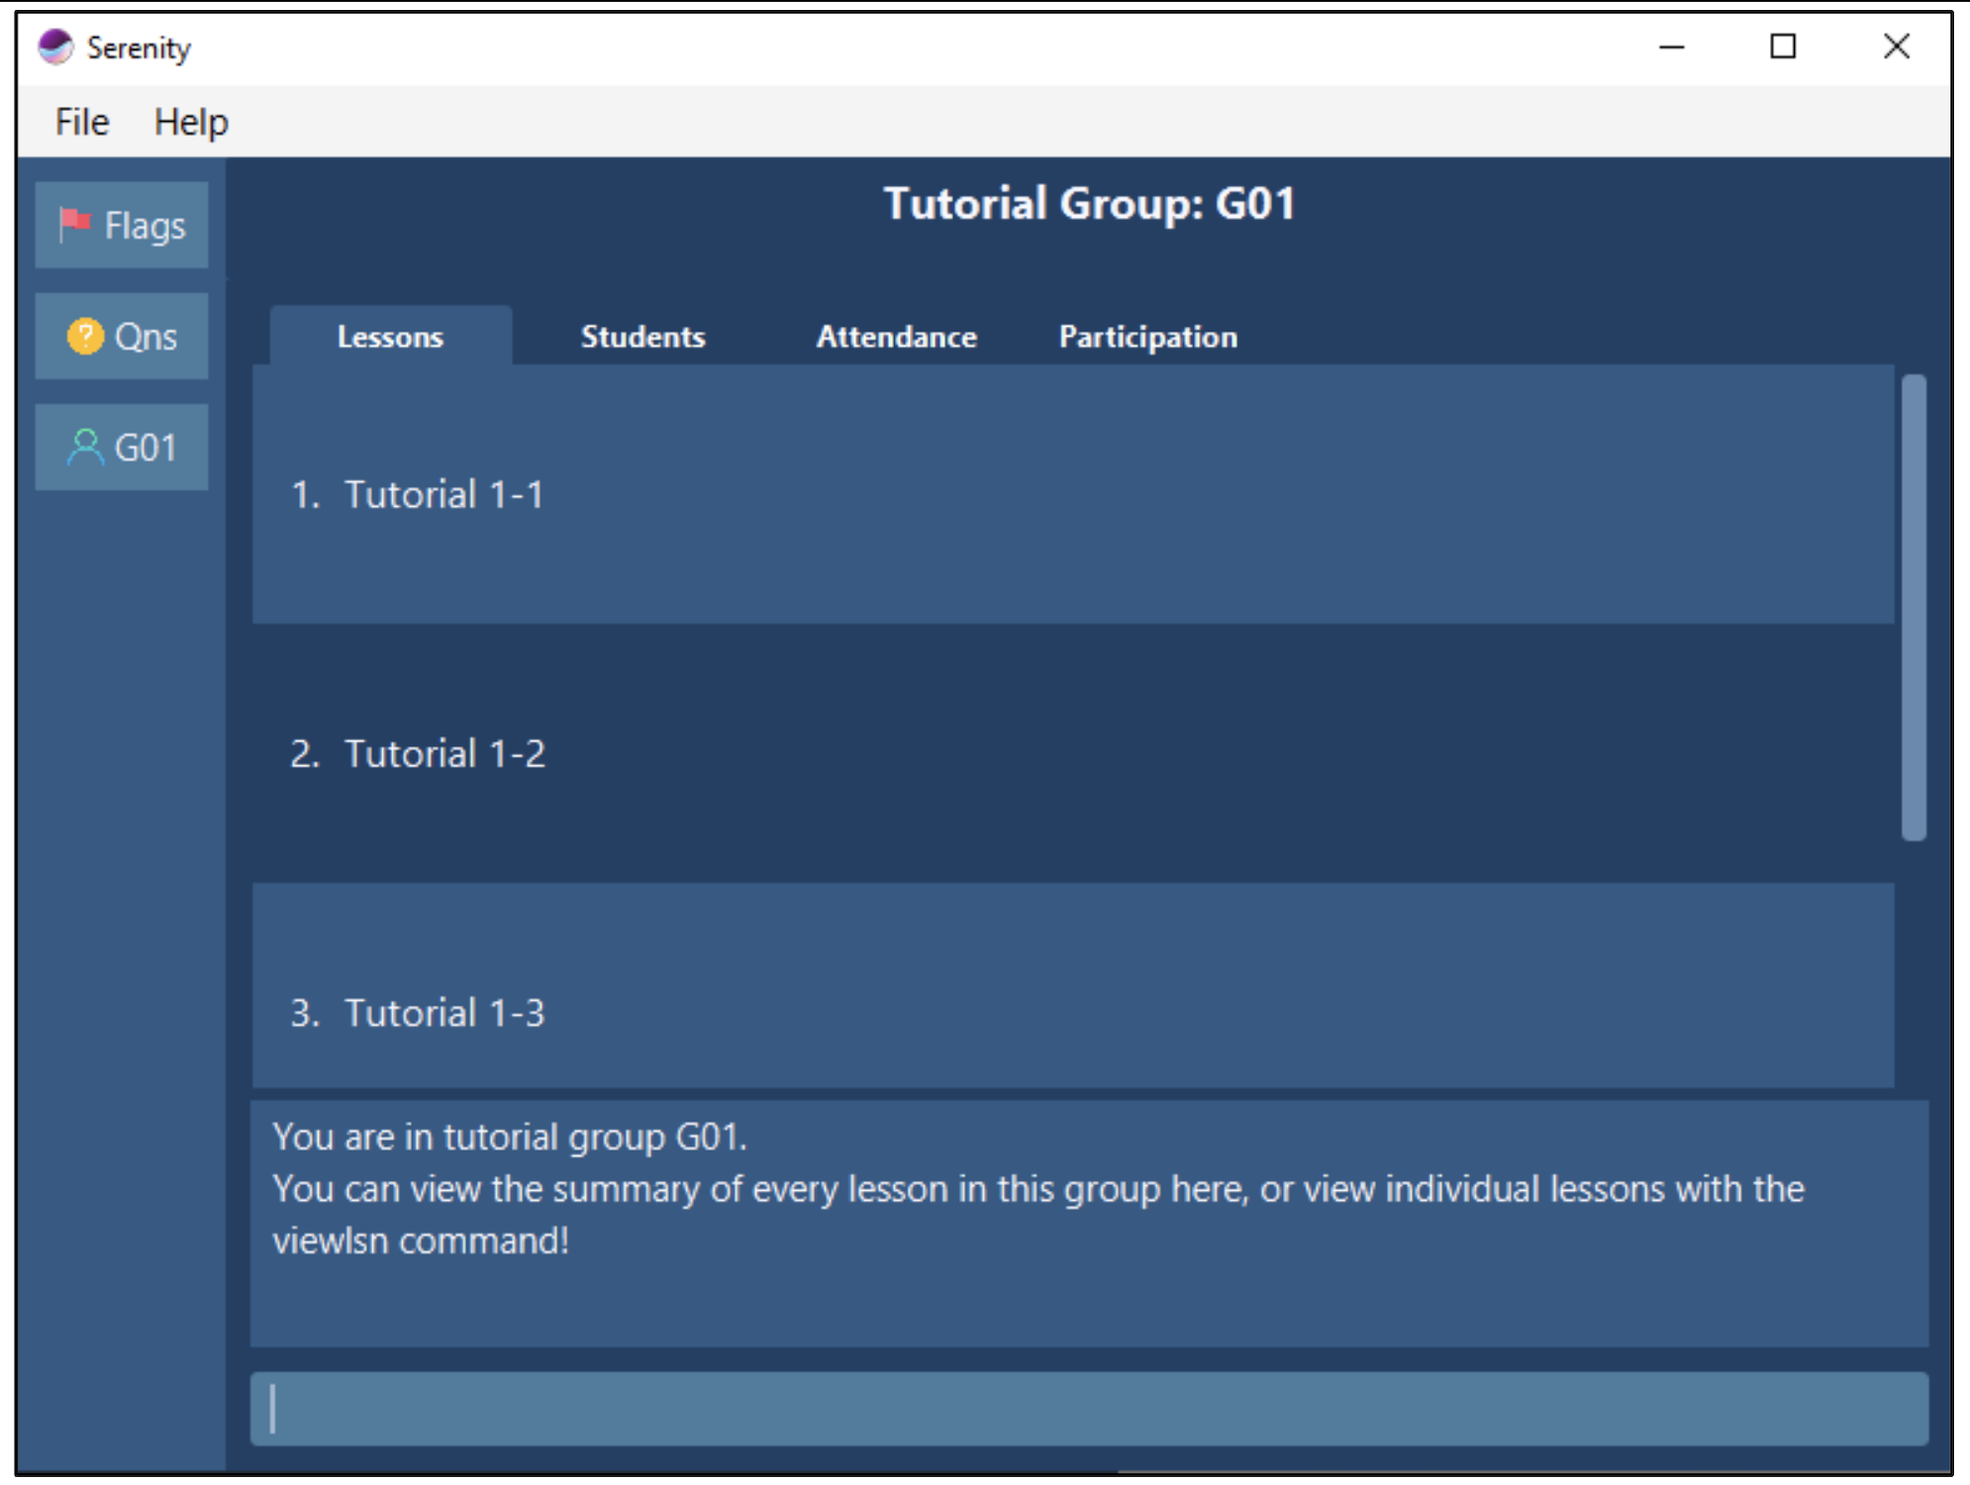 Serenity
File Help
Flags
Qns
G01
Tutorial Group: G01
Lessons Students Attendance Participation
1. Tutorial 1-1
2. Tutorial 1-2
3. Tutorial 1-3
You are in tutorial group G01.
You can view the summary of every lesson in this group here, or view individual lessons with the
viewlsn command!